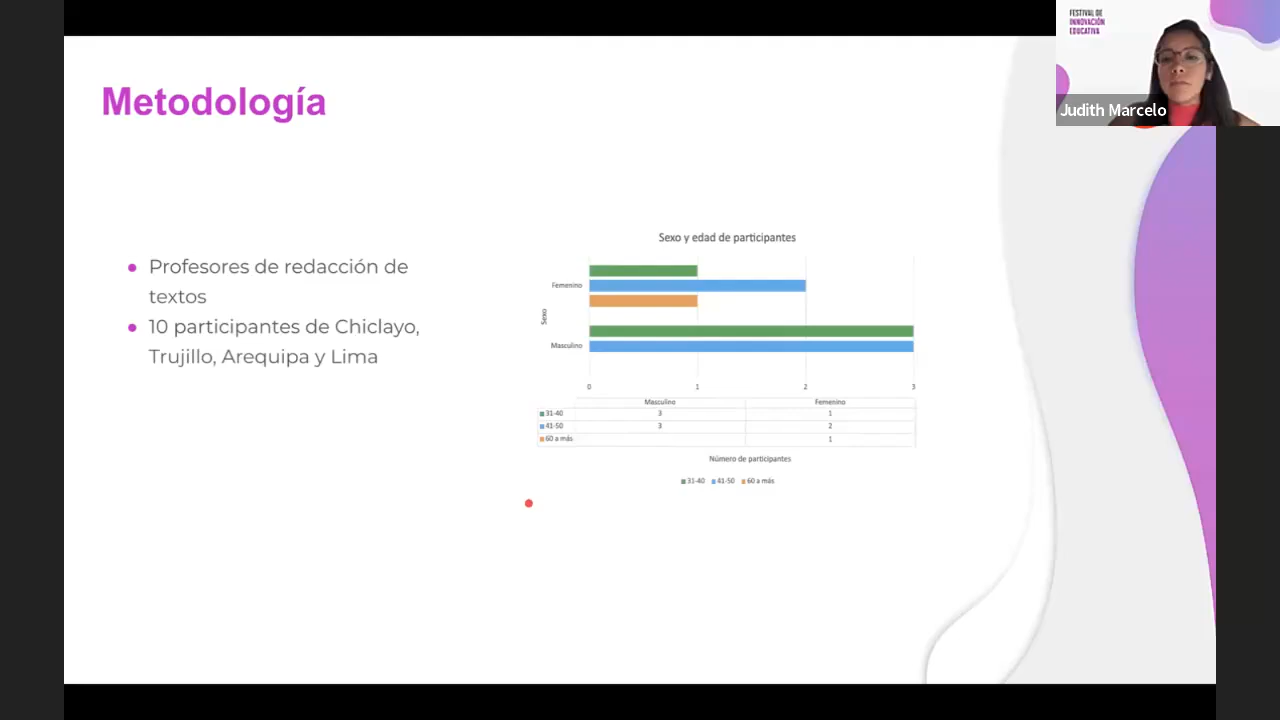 FESTIVAL DE
INNOVACIÓN
EDUCATIVA
Judith Marcelo
Metodología
Profesores de redacción de
textos
10 participantes de Chiclayo,
Trujillo, Arequipa y Lima
Sexo y edad de participantes
Sexo
Femenino
Masculino
0 1 2 3
Masculino Femenino
31-40 3 1
41-50 3 2
60 a más 1
Número de participantes
31-40 41-50 60 a más